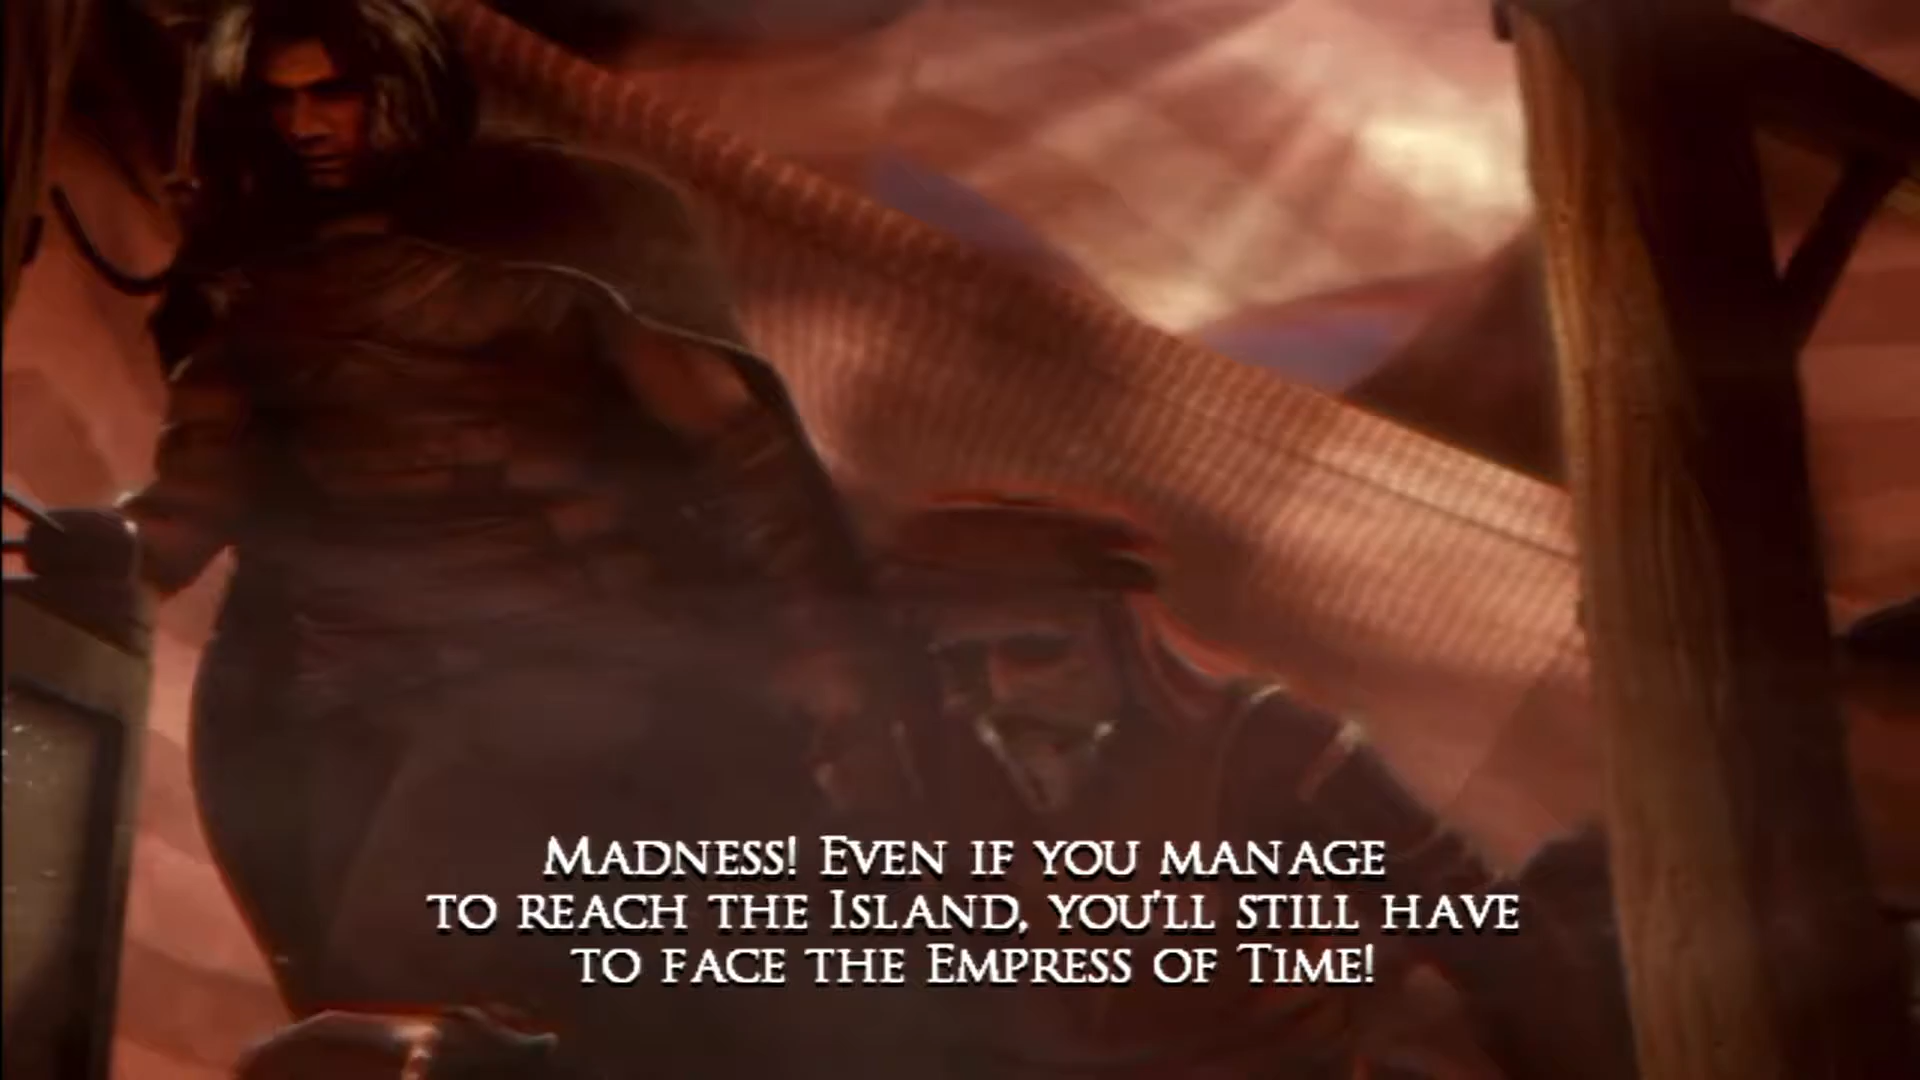 Madness! Even if you manage
to reach the Island, you'll still have
to face the Empress of Time!